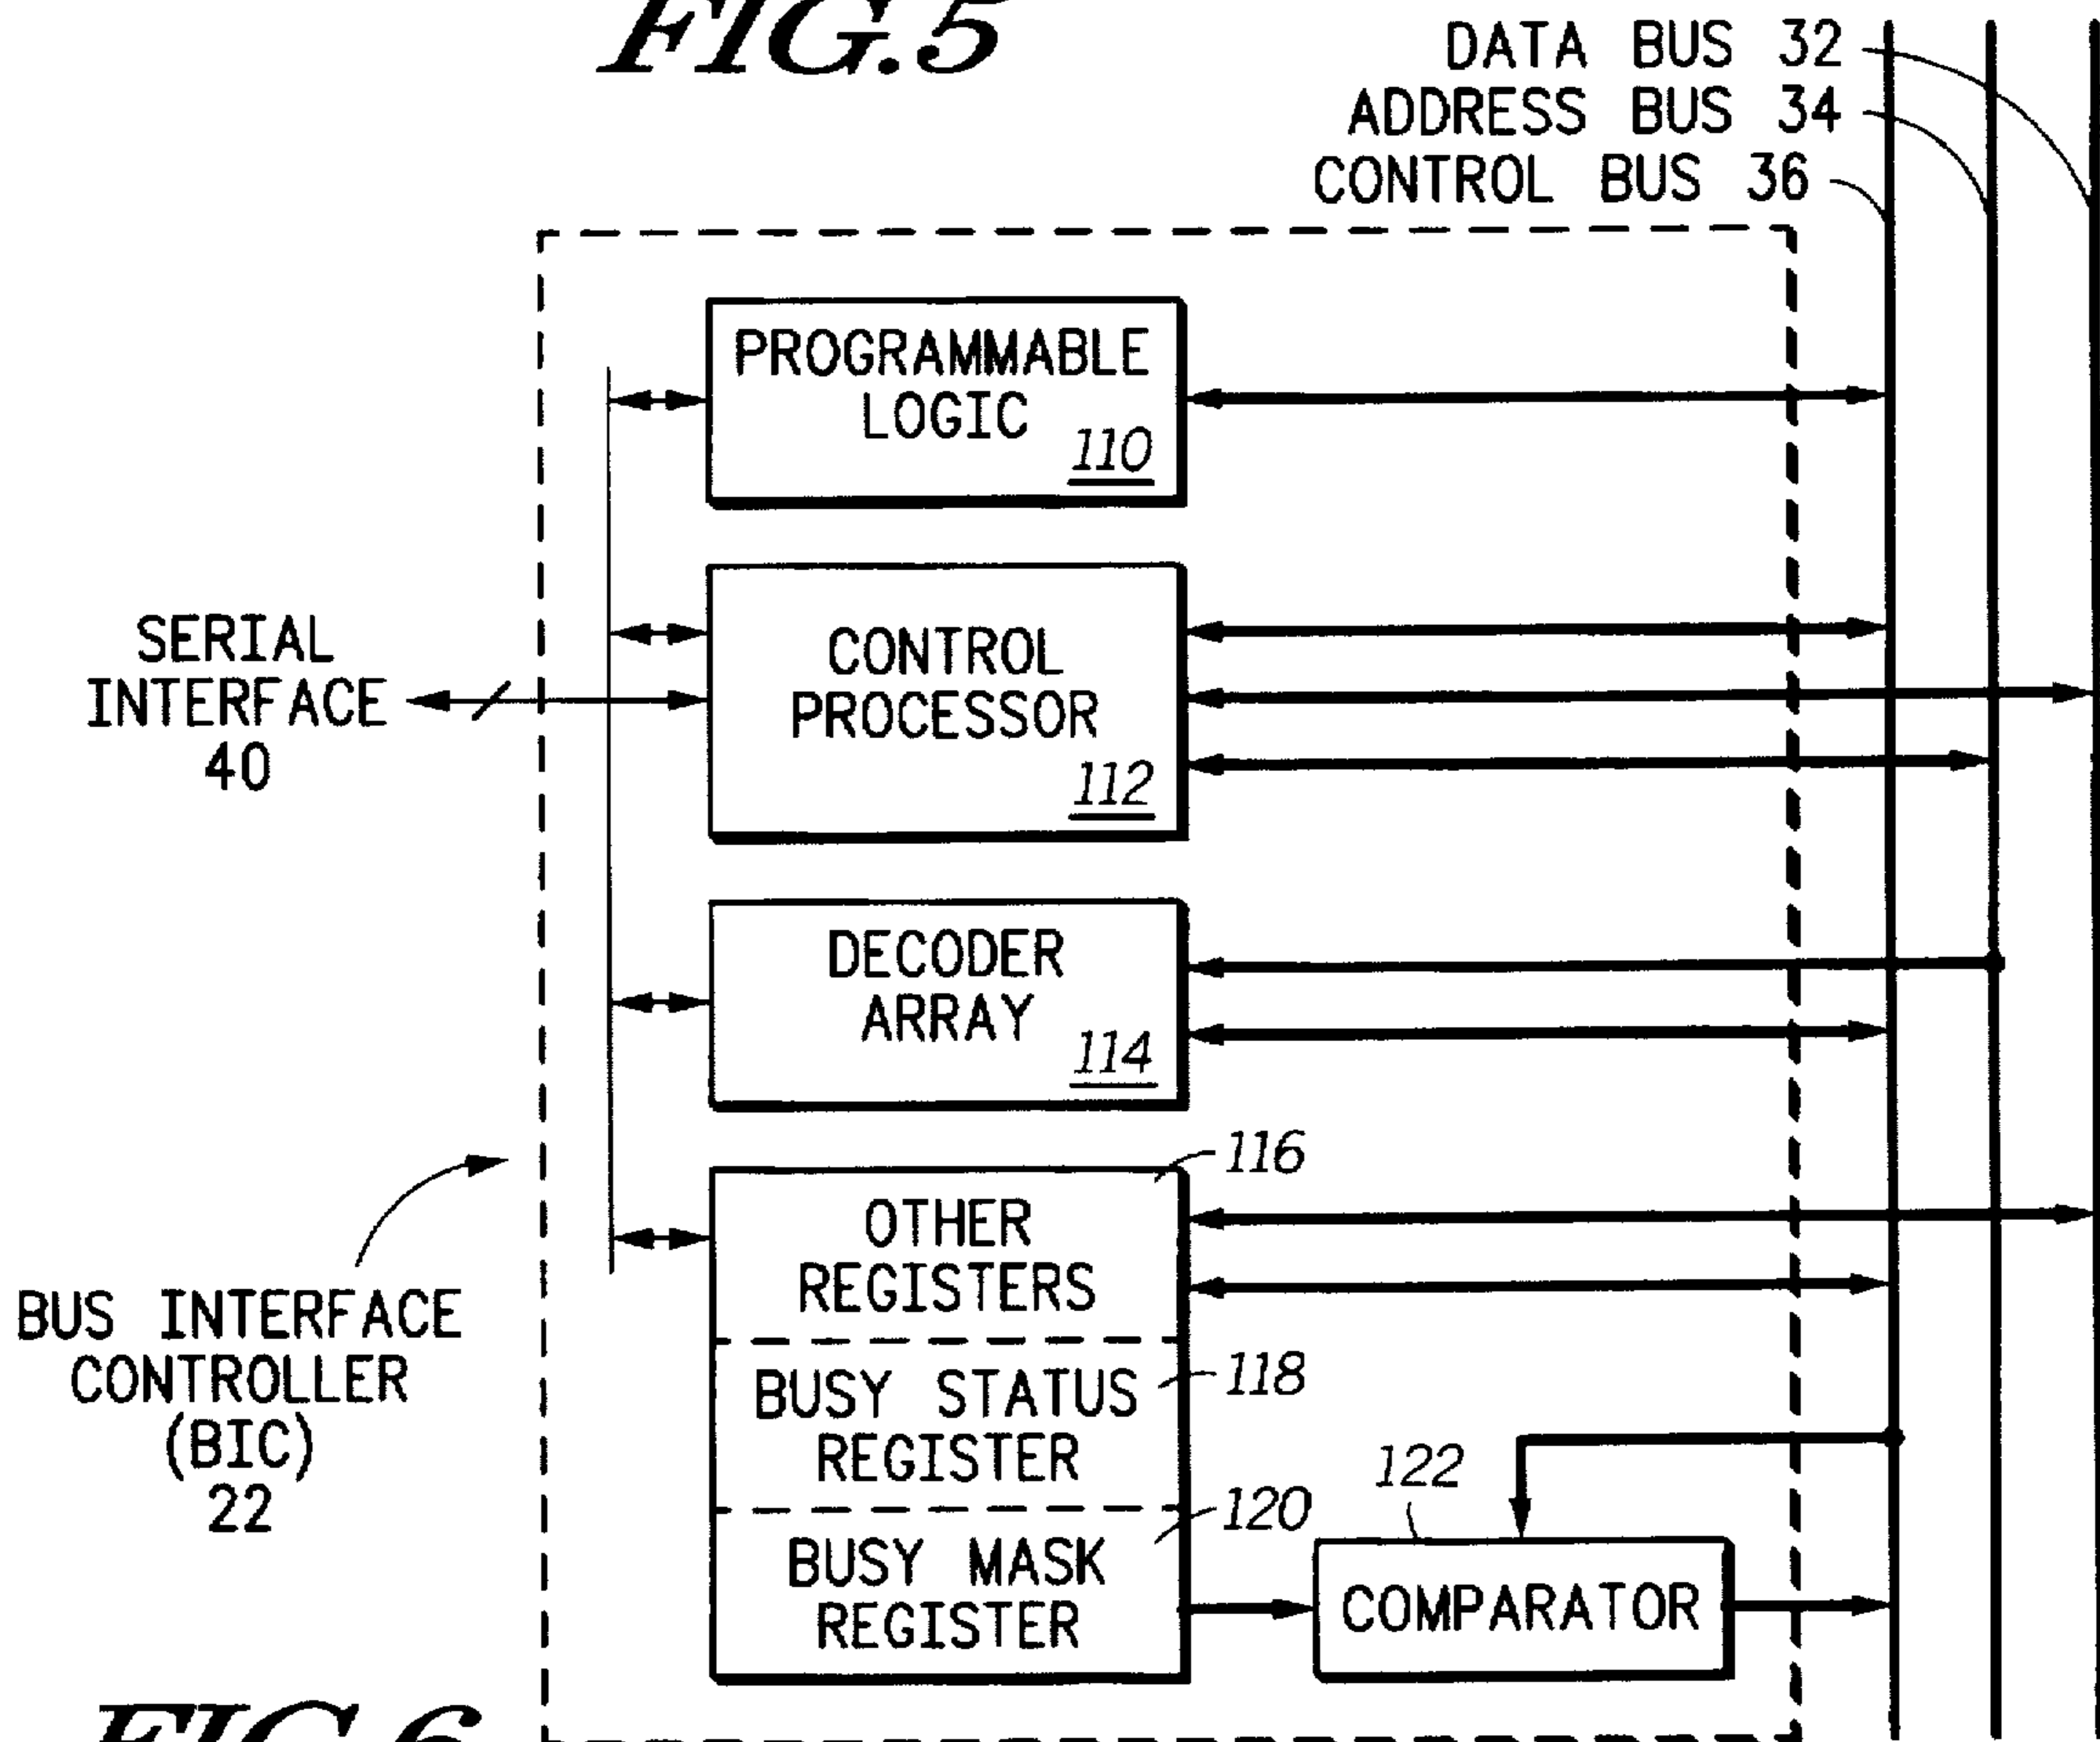 FIG.5
DATA BUS 32
ADDRESS BUS 34
CONTROL BUS 36
PROGRAMMABLE
LOGIC
110
SERIAL
INTERFACE
40
CONTROL
PROCESSOR
112
DECODER
ARRAY
114
116
OTHER
REGISTERS
BUS INTERFACE
CONTROLLER
(BIC)
22
118
BUSY STATUS
REGISTER
120
BUSY MASK
REGISTER
122
COMPARATOR
FIG.6